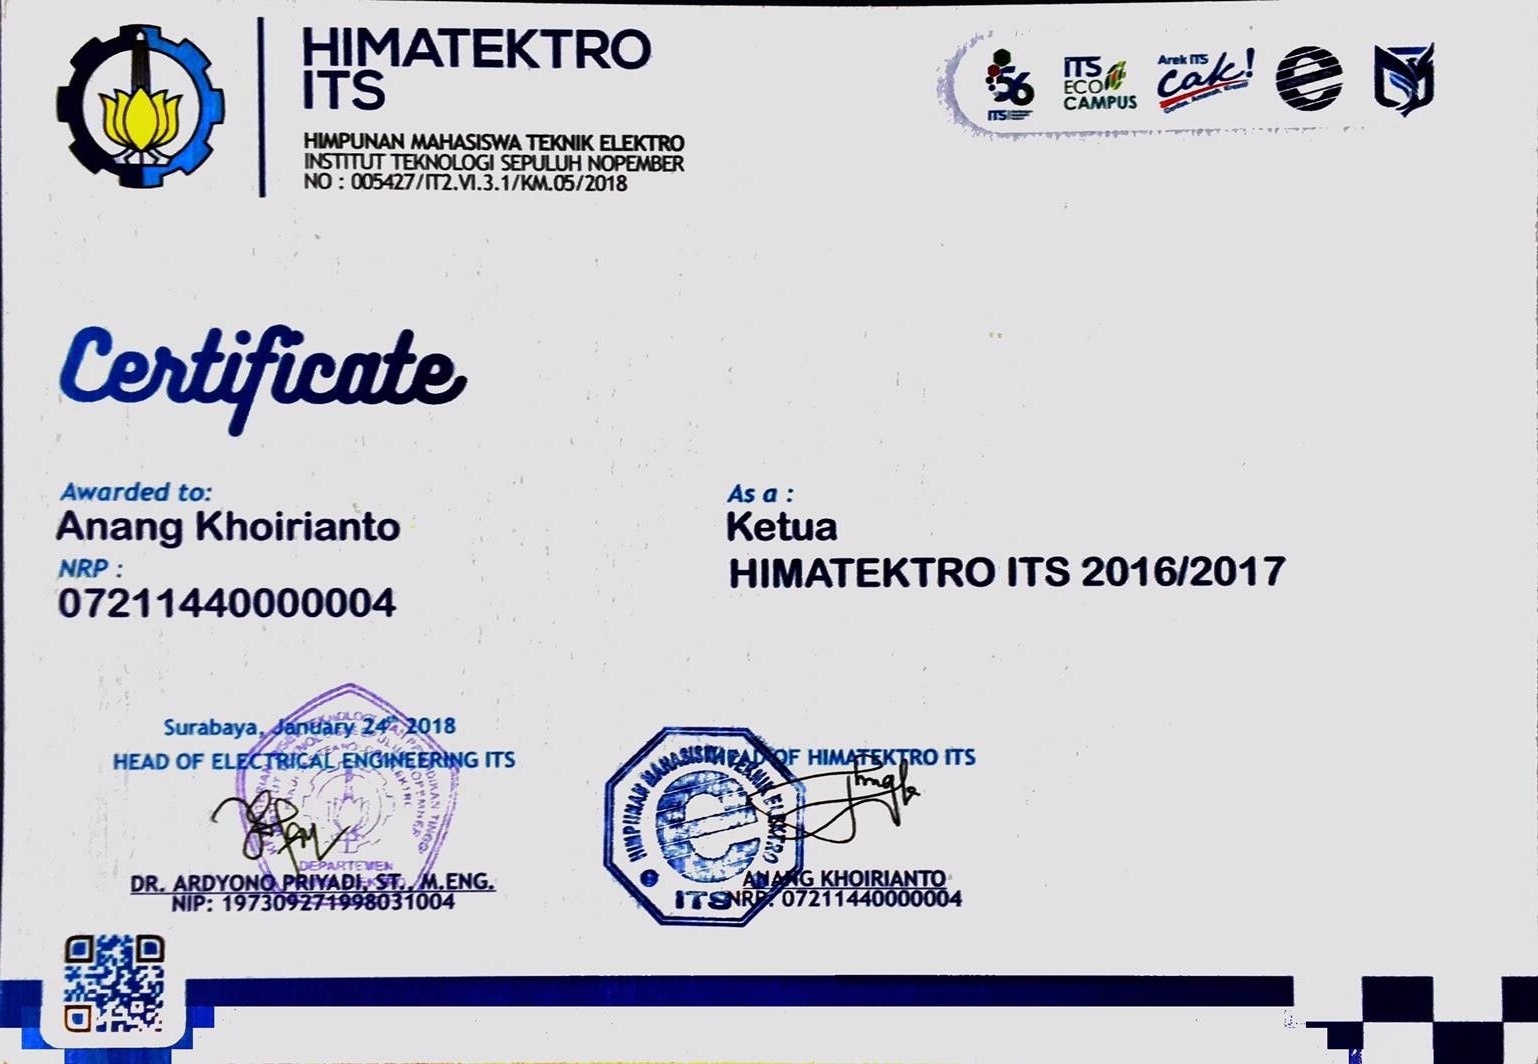 HIMATEKTRO
ITS
HIMPUNAN MAHASISWA TEKNIK ELEKTRO
INSTITUT TEKNOLOGI SEPULUH NOPEMBER
NO : 005427/IT2.VI.3.1/KM.05/2018
56
ITS
ITS
ECO
CAMPUS
Arek ITS
cak!
Certificate
Awarded to:
Anang Khoirianto
NRP :
07211440000004
As a :
Ketua
HIMATEKTRO ITS 2016/2017
Surabaya, January 24th 2018
HEAD OF ELECTRICAL ENGINEERING ITS
DEPARTEMEN
DR. ARDYONO PRIYADI, ST., M.ENG.
NIP: 197309271998031004
HEAD OF HIMATEKTRO ITS
HIMPUNAN MAHASISWA TEKNIK ELEKTRO
ITS
ANANG KHOIRIANTO
NRP. 07211440000004